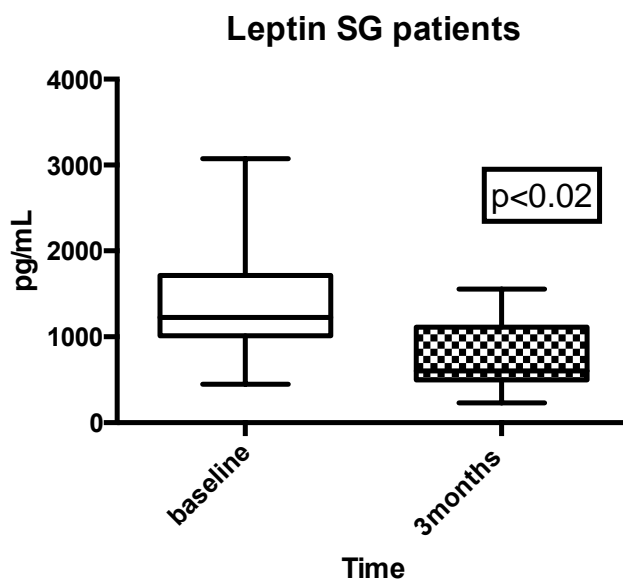 Leptin SG patients
4000
3000
2000
1000
0
pg/mL
p<0.02
baseline
3months
Time